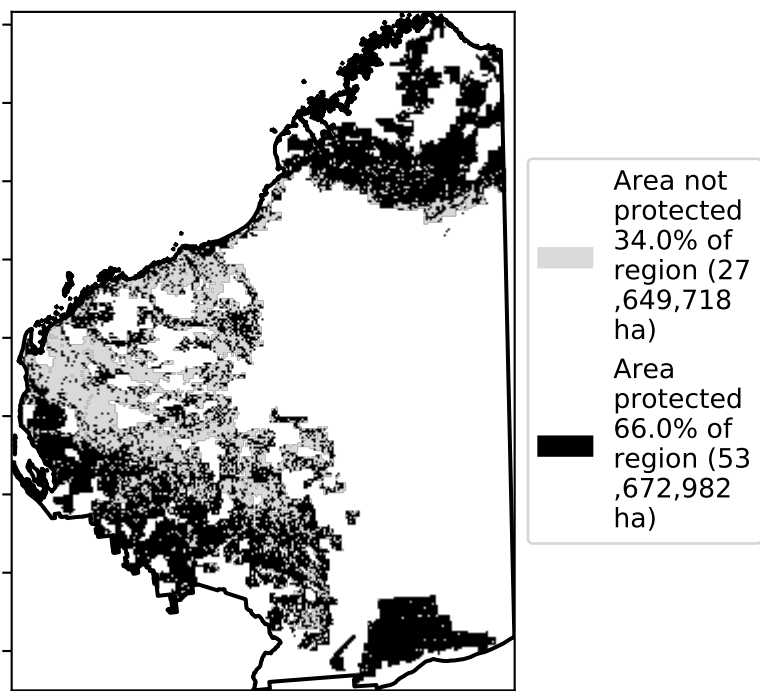 Area not
protected
34.0% of
region (27
,649,718
ha)
Area
protected
66.0% of
region (53
,672,982
ha)